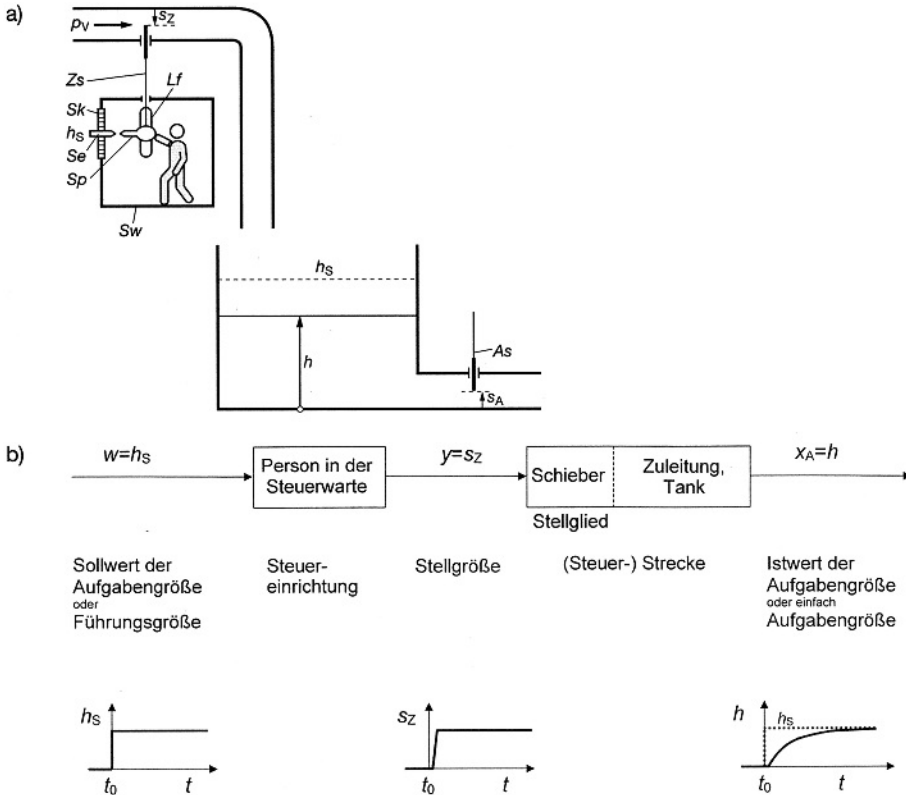 a)
s_Z
p_V
Zs
Lf
Sk
h_S
Se
Sp
Sw
h_S
h
As
s_A
b)
w=h_S
Person in der
Steuerwarte
y=s_Z
Schieber
Zuleitung,
Tank
x_A=h
Stellglied
Sollwert der
Aufgabengröße
oder
Führungsgröße
Steuer-
einrichtung
Stellgröße
(Steuer-) Strecke
Istwert der
Aufgabengröße
oder einfach
Aufgabengröße
h_S
t_0
t
s_Z
t_0
t
h
h_S
t_0
t